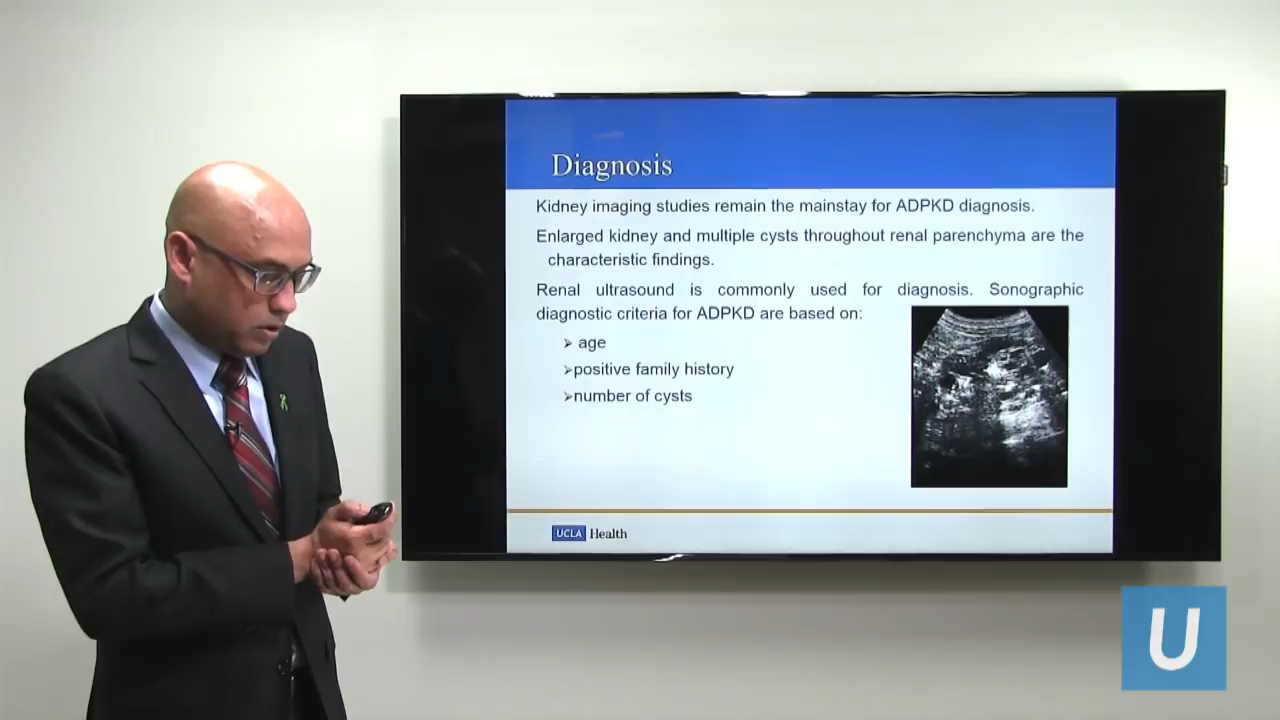 Diagnosis
Kidney imaging studies remain the mainstay for ADPKD diagnosis.
Enlarged kidney and multiple cysts throughout renal parenchyma are the
characteristic findings.
Renal ultrasound is commonly used for diagnosis. Sonographic
diagnostic criteria for ADPKD are based on:
➢ age
➢positive family history
➢number of cysts
UCLA Health
U